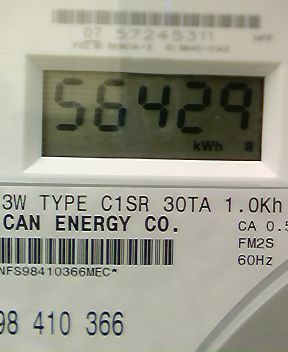 07 57245311
56429
kWh
3W TYPE C1SR 30TA 1.0Kh
CAN ENERGY CO.
CA 0.5
FM2S
NFS98410366MEC*
60Hz
98 410 366